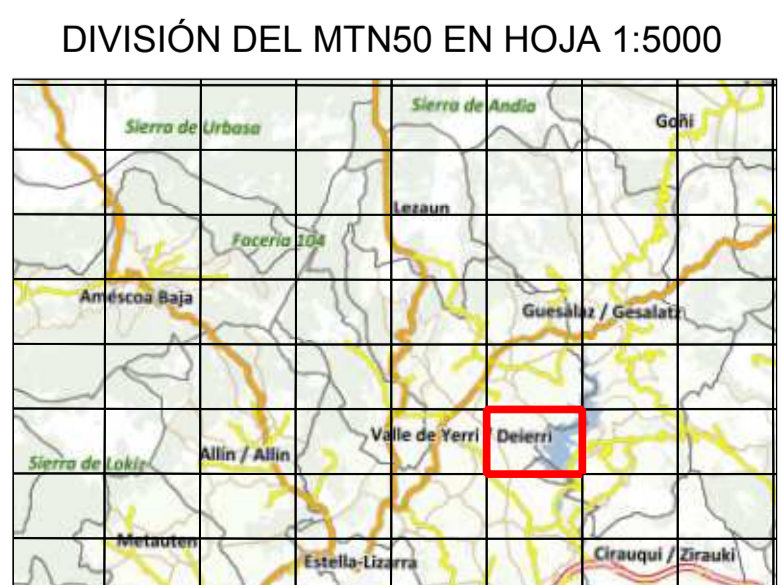 DIVISIÓN DEL MTN50 EN HOJA 1:5000
Sierra de Andia
Goñi
Sierra de Urbasa
Lezaun
Facería 104
Améscoa Baja
Guesálaz / Gesalatz
Valle de Yerri / Deierri
Allín / Allin
Sierra de Lokiz
Metauten
Estella-Lizarra
Cirauqui / Zirauki